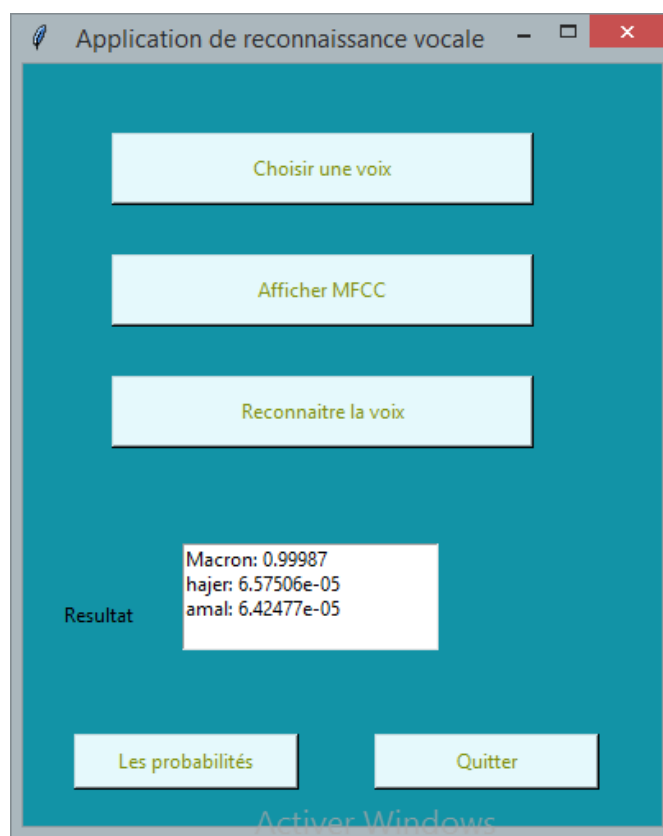 Application de reconnaissance vocale
Choisir une voix
Afficher MFCC
Reconnaitre la voix
Macron: 0.99987
hajer: 6.57506e-05
amal: 6.42477e-05
Resultat
Les probabilités
Quitter
Activer Windows